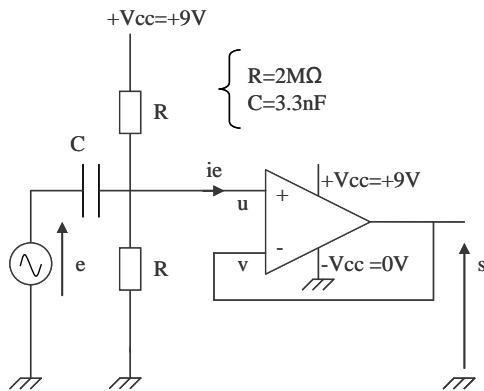 +Vcc=+9V
R=2MΩ
C=3.3nF
R
C
ie
+Vcc=+9V
u
+
-
v
-Vcc =0V
e
R
s